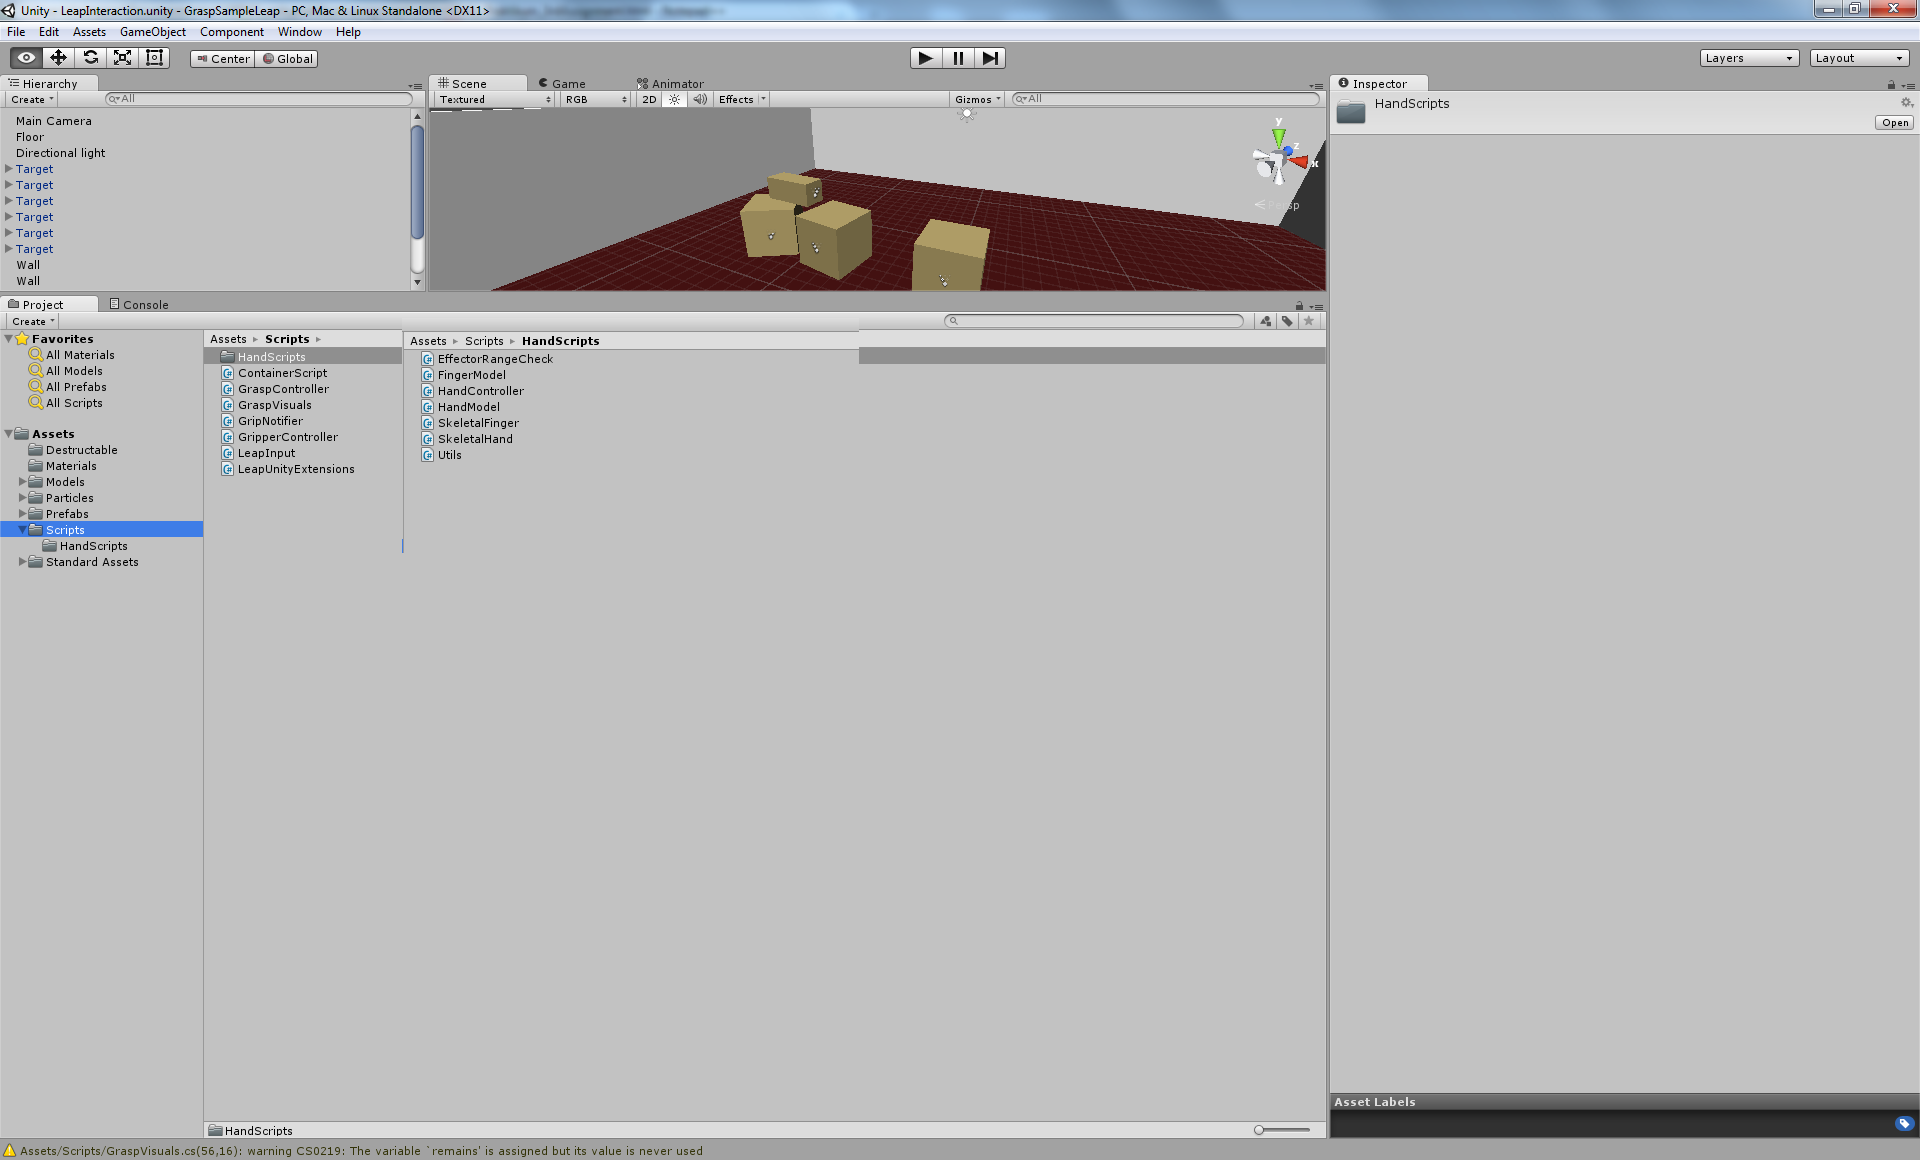 Unity - LeapInteraction.unity - GraspSampleLeap - PC, Mac & Linux Standalone <DX11>
File Edit Assets GameObject Component Window Help
Center Global Layers Layout
Hierarchy
Create All
Main Camera
Floor
Directional light
Target
Target
Target
Target
Target
Target
Wall
Wall
Scene Game Animator
Textured RGB 2D Effects Gizmos All
y
z
x
Persp
Inspector
HandScripts
Open
Project Console
Create
Favorites
All Materials
All Models
All Prefabs
All Scripts
Assets
Destructable
Materials
Models
Particles
Prefabs
Scripts
HandScripts
Standard Assets
Assets Scripts
HandScripts
ContainerScript
GraspController
GraspVisuals
GripNotifier
GripperController
LeapInput
LeapUnityExtensions
Assets Scripts HandScripts
EffectorRangeCheck
FingerModel
HandController
HandModel
SkeletalFinger
SkeletalHand
Utils
HandScripts
Asset Labels
Assets/Scripts/GraspVisuals.cs(56,16): warning CS0219: The variable `remains' is assigned but its value is never used